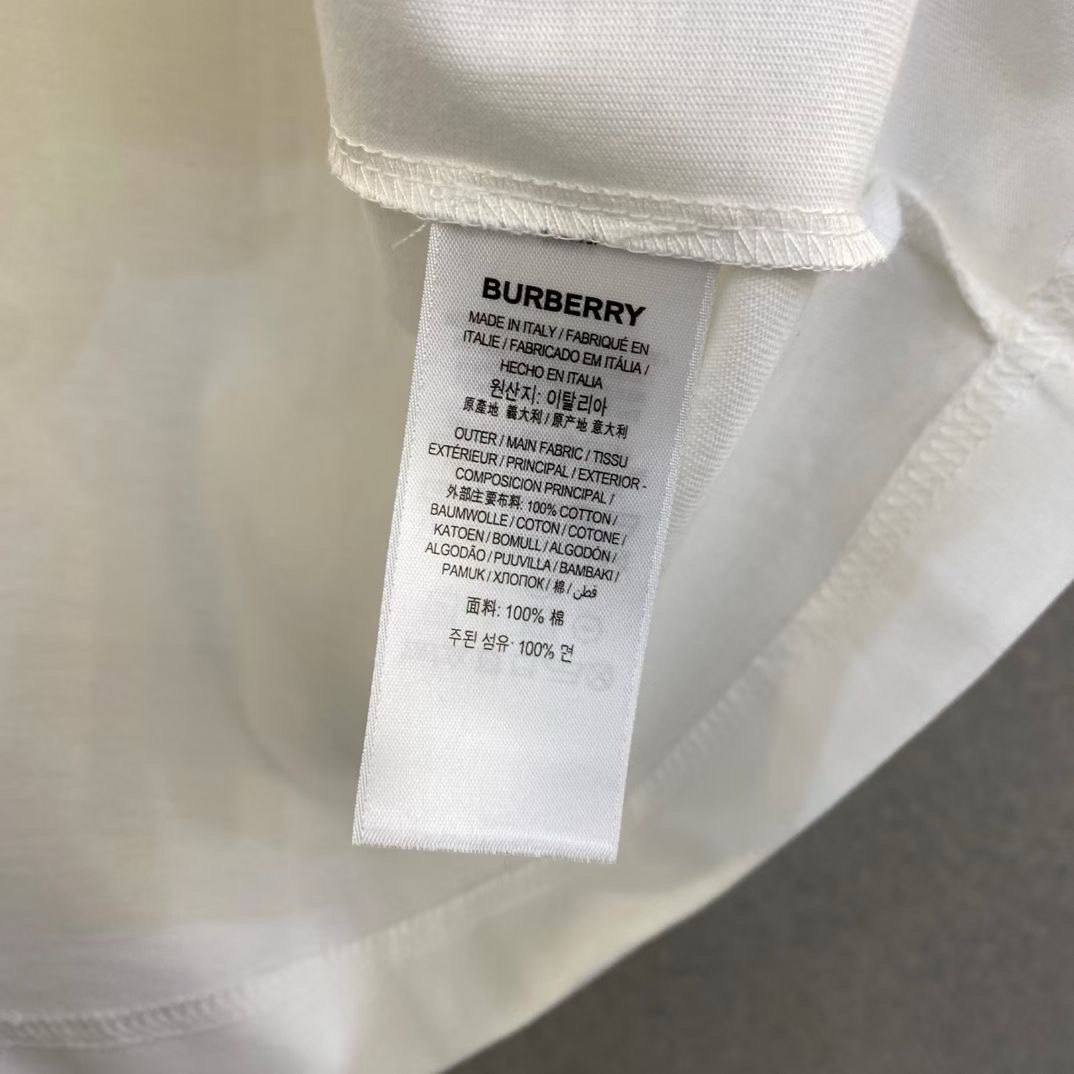 BURBERRY
MADE IN ITALY / FABRIQUÉ EN
ITALIE / FABRICADO EM ITÁLIA /
HECHO EN ITALIA
원산지: 이탈리아
原產地 義大利 / 原产地 意大利
OUTER / MAIN FABRIC / TISSU
EXTÉRIEUR / PRINCIPAL / EXTERIOR -
COMPOSICION PRINCIPAL /
外部主要布料: 100% COTTON /
BAUMWOLLE / COTON / COTONE /
KATOEN / BOMULL / ALGODÓN /
ALGODÃO / PUUVILLA / BAMBAKI /
PAMUK / ХЛОПОК / 棉 / قطن
面料: 100% 棉
주된 섬유: 100% 면